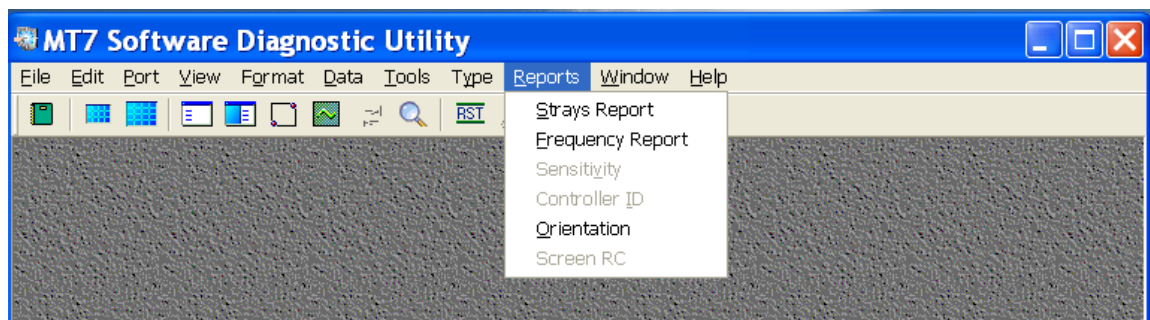 MT7 Software Diagnostic Utility
File Edit Port View Format Data Tools Type Reports Window Help
RST
Strays Report
Frequency Report
Sensitivity
Controller ID
Orientation
Screen RC